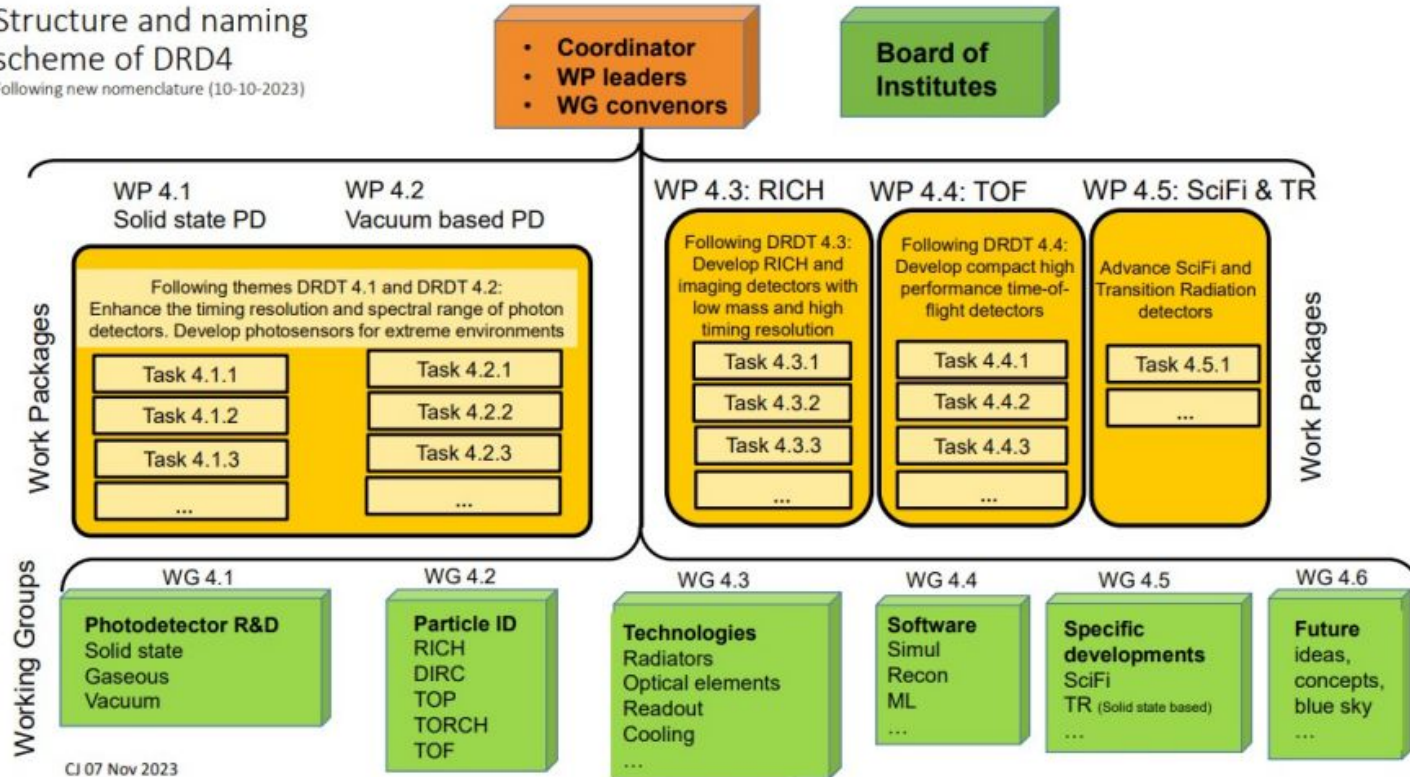 Structure and naming
scheme of DRD4
Following new nomenclature (10-10-2023)
• Coordinator
• WP leaders
• WG convenors
Board of
Institutes
Work Packages
WP 4.1
Solid state PD
WP 4.2
Vacuum based PD
Following themes DRDT 4.1 and DRDT 4.2:
Enhance the timing resolution and spectral range of photon
detectors. Develop photosensors for extreme environments
Task 4.1.1
Task 4.1.2
Task 4.1.3
...
Task 4.2.1
Task 4.2.2
Task 4.2.3
...
WP 4.3: RICH
Following DRDT 4.3:
Develop RICH and
imaging detectors with
low mass and high
timing resolution
Task 4.3.1
Task 4.3.2
Task 4.3.3
...
WP 4.4: TOF
Following DRDT 4.4:
Develop compact high
performance time-of-
flight detectors
Task 4.4.1
Task 4.4.2
Task 4.4.3
...
WP 4.5: SciFi & TR
Advance SciFi and
Transition Radiation
detectors
Task 4.5.1
...
Work Packages
Working Groups
WG 4.1
Photodetector R&D
Solid state
Gaseous
Vacuum
WG 4.2
Particle ID
RICH
DIRC
TOP
TORCH
TOF
WG 4.3
Technologies
Radiators
Optical elements
Readout
Cooling
...
WG 4.4
Software
Simul
Recon
ML
...
WG 4.5
Specific
developments
SciFi
TR (Solid state based)
...
WG 4.6
Future
ideas,
concepts,
blue sky
...
CJ 07 Nov 2023